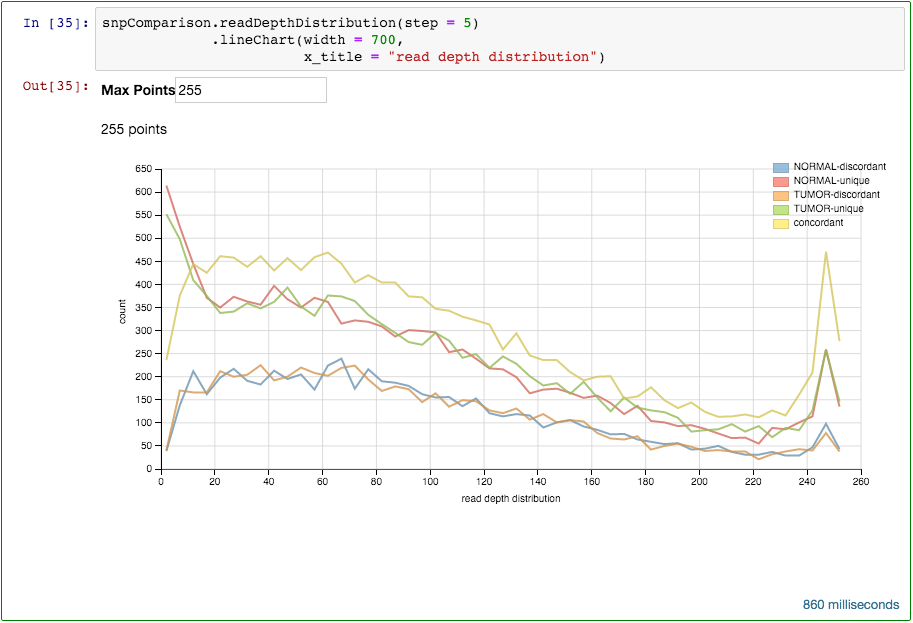 In [35]: snpComparison.readDepthDistribution(step = 5)
.lineChart(width = 700,
x_title = "read depth distribution")
Out[35]: Max Points 255
255 points
NORMAL-discordant
NORMAL-unique
TUMOR-discordant
TUMOR-unique
concordant
650
600
550
500
450
400
350
300
250
200
150
100
50
0
count
0 20 40 60 80 100 120 140 160 180 200 220 240 260
read depth distribution
860 milliseconds